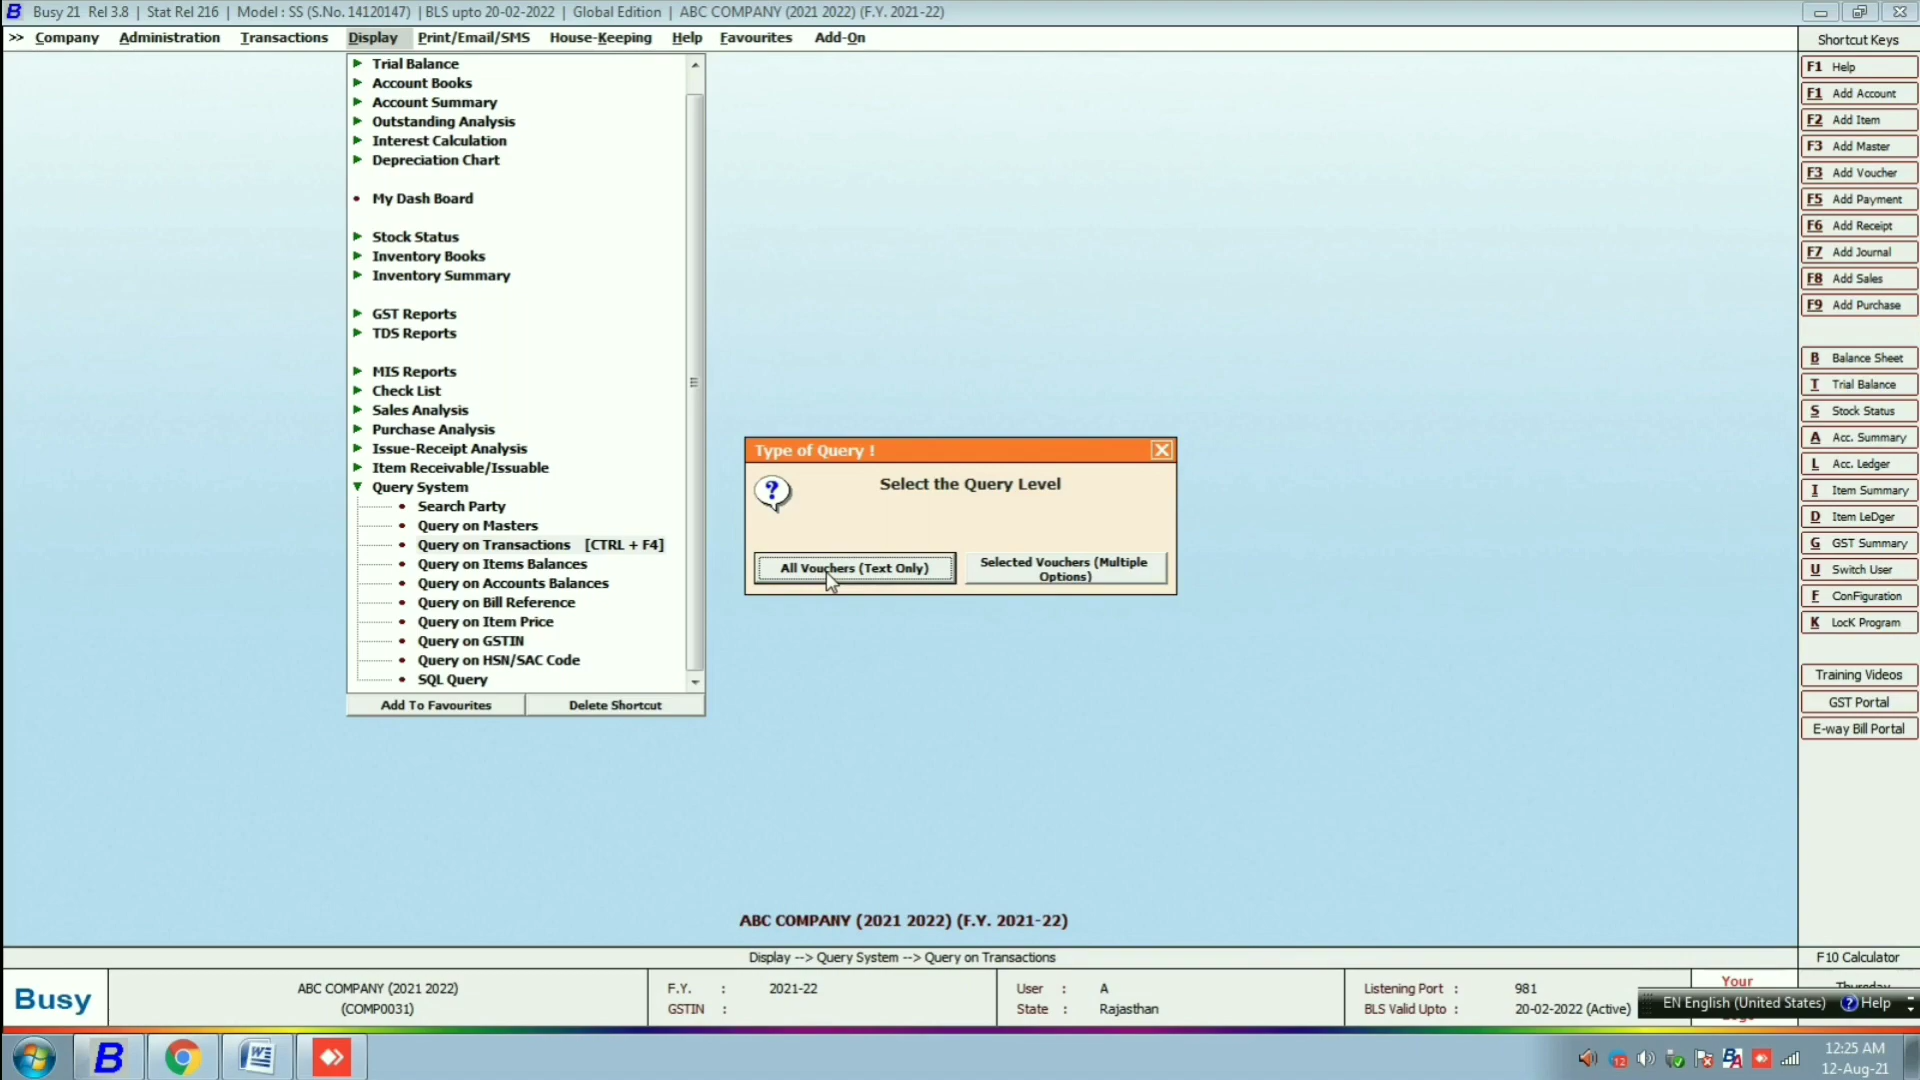 B Busy 21 Rel 3.8 | Stat Rel 216 | Model : SS (S.No. 14120147) | BLS upto 20-02-2022 | Global Edition | ABC COMPANY (2021 2022) (F.Y. 2021-22)
>> Company Administration Transactions Display Print/Email/SMS House-Keeping Help Favourites Add-On
Trial Balance
Account Books
Account Summary
Outstanding Analysis
Interest Calculation
Depreciation Chart
My Dash Board
Stock Status
Inventory Books
Inventory Summary
GST Reports
TDS Reports
MIS Reports
Check List
Sales Analysis
Purchase Analysis
Issue-Receipt Analysis
Item Receivable/Issuable
Query System
Search Party
Query on Masters
Query on Transactions [CTRL + F4]
Query on Items Balances
Query on Accounts Balances
Query on Bill Reference
Query on Item Price
Query on GSTIN
Query on HSN/SAC Code
SQL Query
Add To Favourites Delete Shortcut
Type of Query !
?
Select the Query Level
All Vouchers (Text Only)
Selected Vouchers (Multiple
Options)
Shortcut Keys
F1 Help
F1 Add Account
F2 Add Item
F3 Add Master
F3 Add Voucher
F5 Add Payment
F6 Add Receipt
F7 Add Journal
F8 Add Sales
F9 Add Purchase
B Balance Sheet
T Trial Balance
S Stock Status
A Acc. Summary
L Acc. Ledger
I Item Summary
D Item LeDger
G GST Summary
U Switch User
F ConFiguration
K LocK Program
Training Videos
GST Portal
E-way Bill Portal
ABC COMPANY (2021 2022) (F.Y. 2021-22)
Display --> Query System --> Query on Transactions
F10 Calculator
Busy
ABC COMPANY (2021 2022)
(COMP0031)
F.Y. : 2021-22
GSTIN :
User : A
State : Rajasthan
Listening Port : 981
BLS Valid Upto : 20-02-2022 (Active)
Your
Thursday
EN English (United States) ? Help
B
W
12
BA
12:25 AM
12-Aug-21